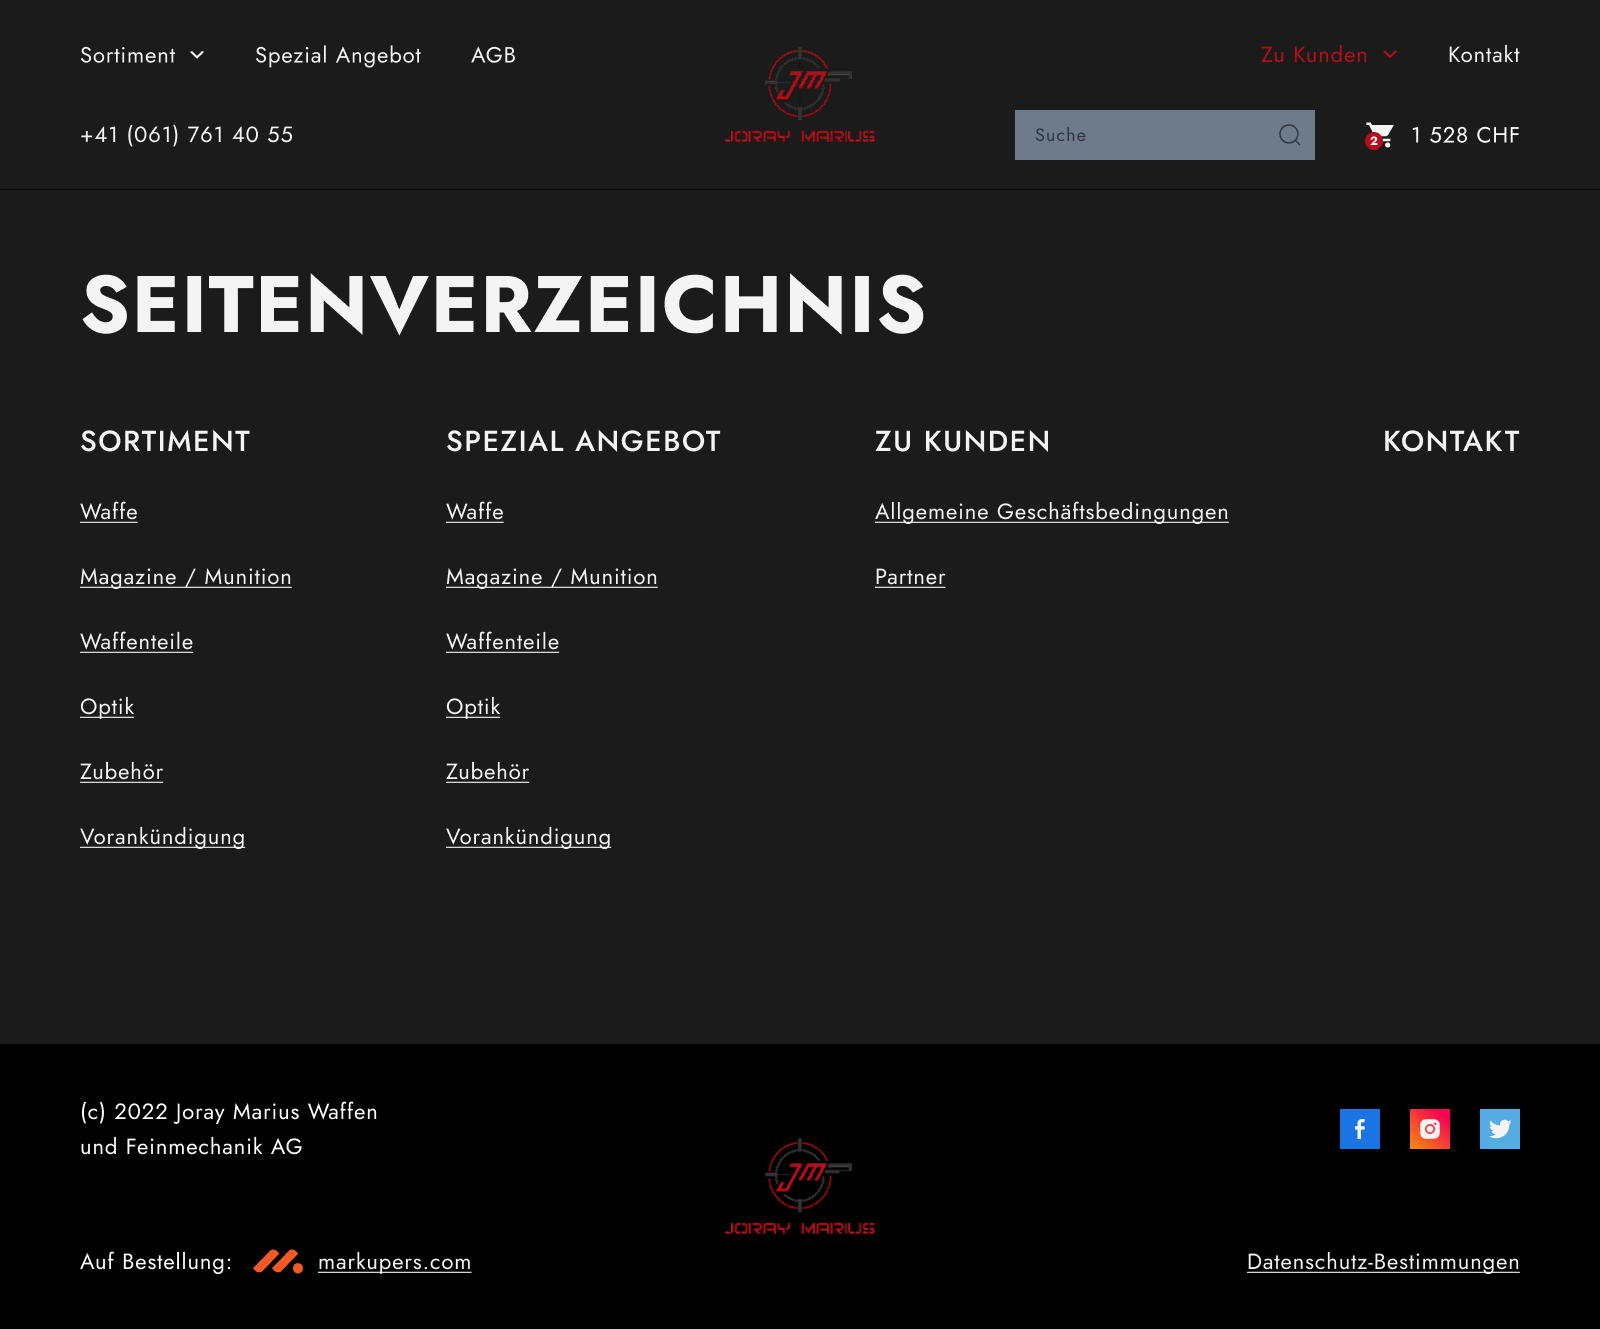 Sortiment
Spezial Angebot
AGB
JM
JORAY MARIUS
Zu Kunden
Kontakt
+41 (061) 761 40 55
Suche
2
1 528 CHF
SEITENVERZEICHNIS
SORTIMENT
Waffe
Magazine / Munition
Waffenteile
Optik
Zubehör
Vorankündigung
SPEZIAL ANGEBOT
Waffe
Magazine / Munition
Waffenteile
Optik
Zubehör
Vorankündigung
ZU KUNDEN
Allgemeine Geschäftsbedingungen
Partner
KONTAKT
(c) 2022 Joray Marius Waffen
und Feinmechanik AG
Auf Bestellung:
markupers.com
JM
JORAY MARIUS
Datenschutz-Bestimmungen